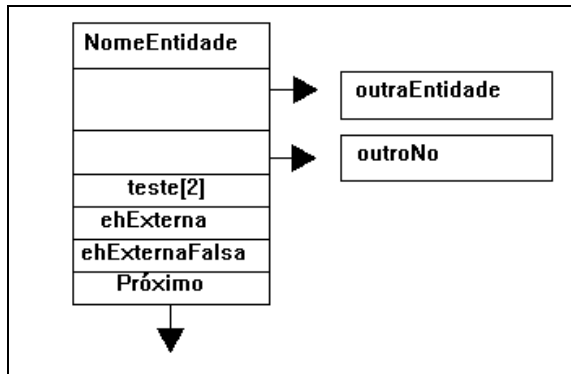 NomeEntidade
outraEntidade
outroNo
teste[2]
ehExterna
ehExternaFalsa
Próximo